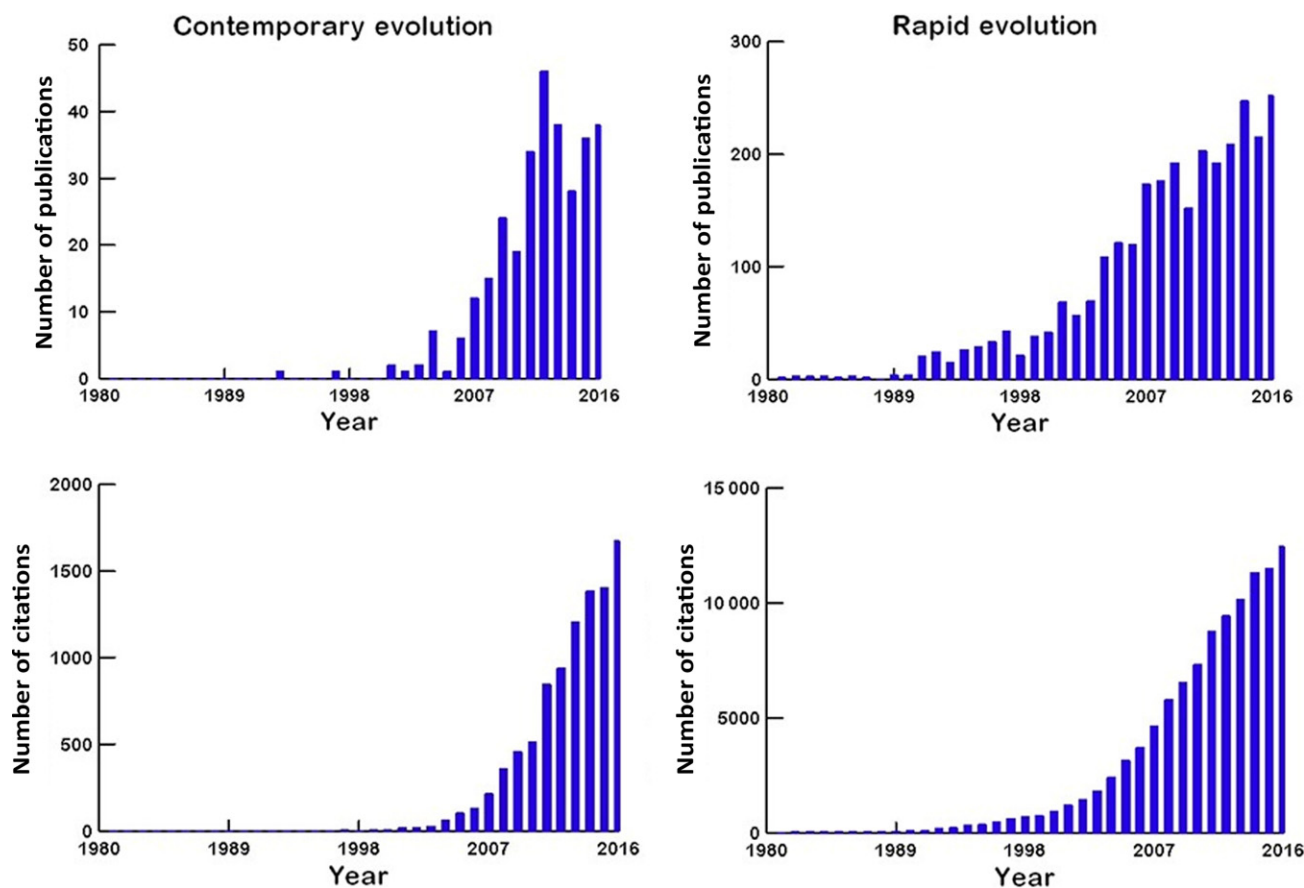 Contemporary evolution
Number of publications
50
40
30
20
10
0
1980 1989 1998 2007 2016
Year
Rapid evolution
Number of publications
300
200
100
0
1980 1989 1998 2007 2016
Year
Number of citations
2000
1500
1000
500
0
1980 1989 1998 2007 2016
Year
Number of citations
15 000
10 000
5000
0
1980 1989 1998 2007 2016
Year